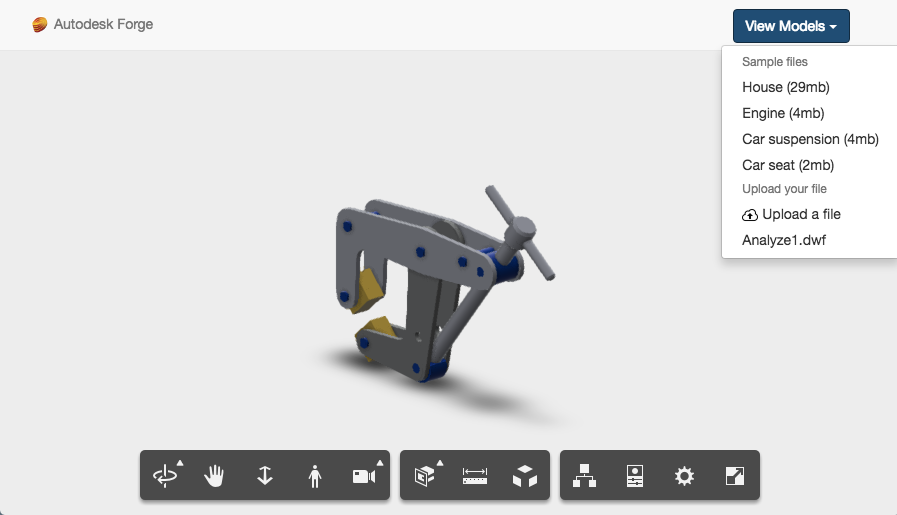 Autodesk Forge
View Models
Sample files
House (29mb)
Engine (4mb)
Car suspension (4mb)
Car seat (2mb)
Upload your file
Upload a file
Analyze1.dwf